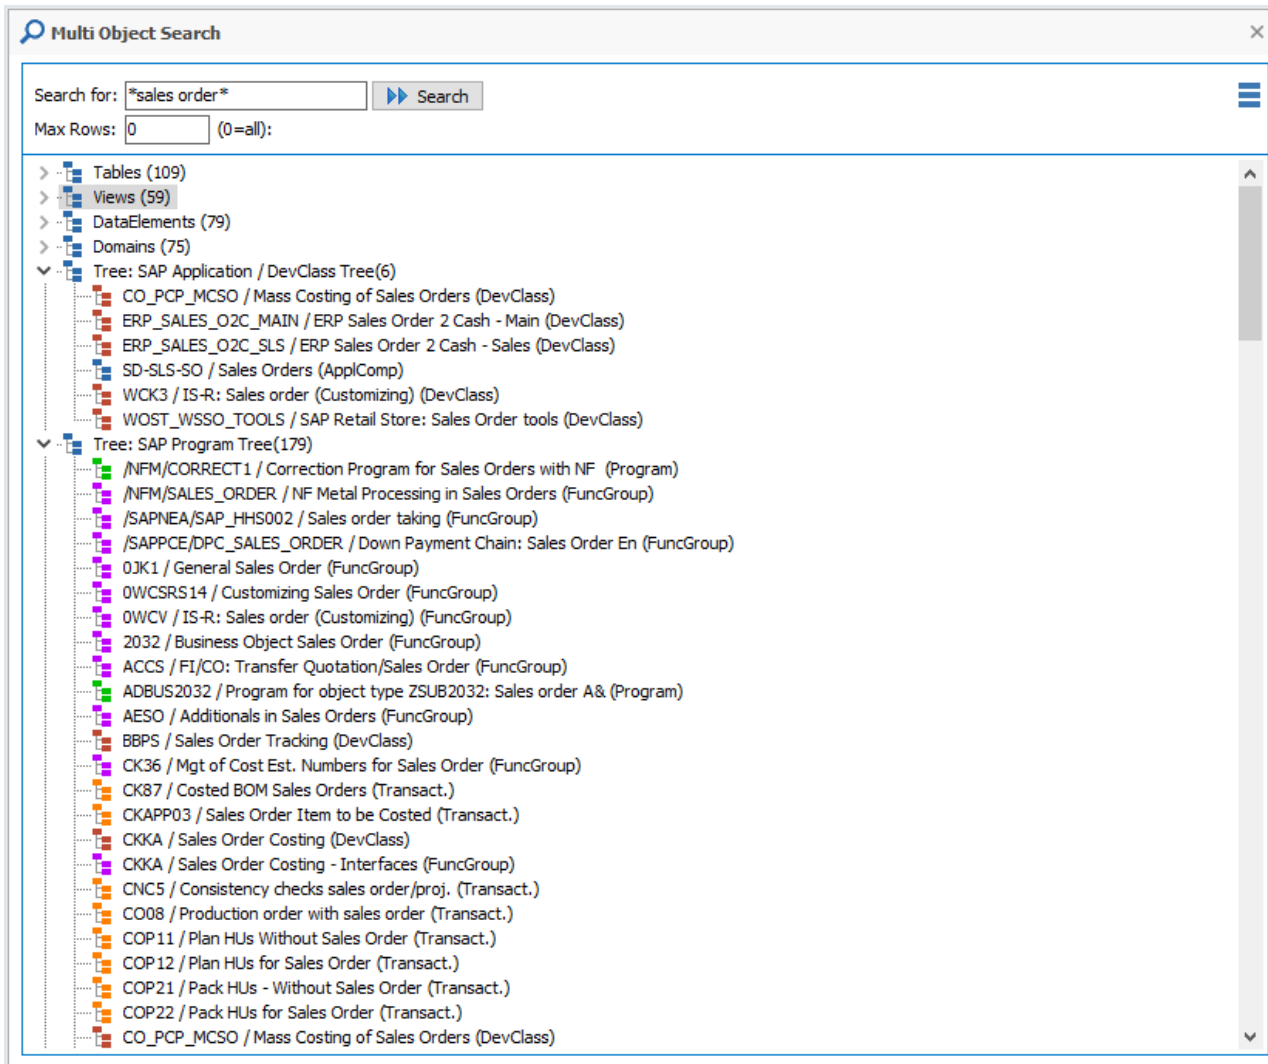 Multi Object Search
Search for: *sales order* Search
Max Rows: 0 (0=all):
Tables (109)
Views (59)
DataElements (79)
Domains (75)
Tree: SAP Application / DevClass Tree(6)
CO_PCP_MCSO / Mass Costing of Sales Orders (DevClass)
ERP_SALES_O2C_MAIN / ERP Sales Order 2 Cash - Main (DevClass)
ERP_SALES_O2C_SLS / ERP Sales Order 2 Cash - Sales (DevClass)
SD-SLS-SO / Sales Orders (ApplComp)
WCK3 / IS-R: Sales order (Customizing) (DevClass)
WOST_WSSO_TOOLS / SAP Retail Store: Sales Order tools (DevClass)
Tree: SAP Program Tree(179)
/NFM/CORRECT1 / Correction Program for Sales Orders with NF  (Program)
/NFM/SALES_ORDER / NF Metal Processing in Sales Orders (FuncGroup)
/SAPNEA/SAP_HHS002 / Sales order taking (FuncGroup)
/SAPPCE/DPC_SALES_ORDER / Down Payment Chain: Sales Order En (FuncGroup)
0JK1 / General Sales Order (FuncGroup)
0WCSRS14 / Customizing Sales Order (FuncGroup)
0WCV / IS-R: Sales order (Customizing) (FuncGroup)
2032 / Business Object Sales Order (FuncGroup)
ACCS / FI/CO: Transfer Quotation/Sales Order (FuncGroup)
ADBUS2032 / Program for object type ZSUB2032: Sales order A& (Program)
AESO / Additionals in Sales Orders (FuncGroup)
BBPS / Sales Order Tracking (DevClass)
CK36 / Mgt of Cost Est. Numbers for Sales Order (FuncGroup)
CK87 / Costed BOM Sales Orders (Transact.)
CKAPP03 / Sales Order Item to be Costed (Transact.)
CKKA / Sales Order Costing (DevClass)
CKKA / Sales Order Costing - Interfaces (FuncGroup)
CNC5 / Consistency checks sales order/proj. (Transact.)
CO08 / Production order with sales order (Transact.)
COP11 / Plan HUs Without Sales Order (Transact.)
COP12 / Plan HUs for Sales Order (Transact.)
COP21 / Pack HUs - Without Sales Order (Transact.)
COP22 / Pack HUs for Sales Order (Transact.)
CO_PCP_MCSO / Mass Costing of Sales Orders (DevClass)